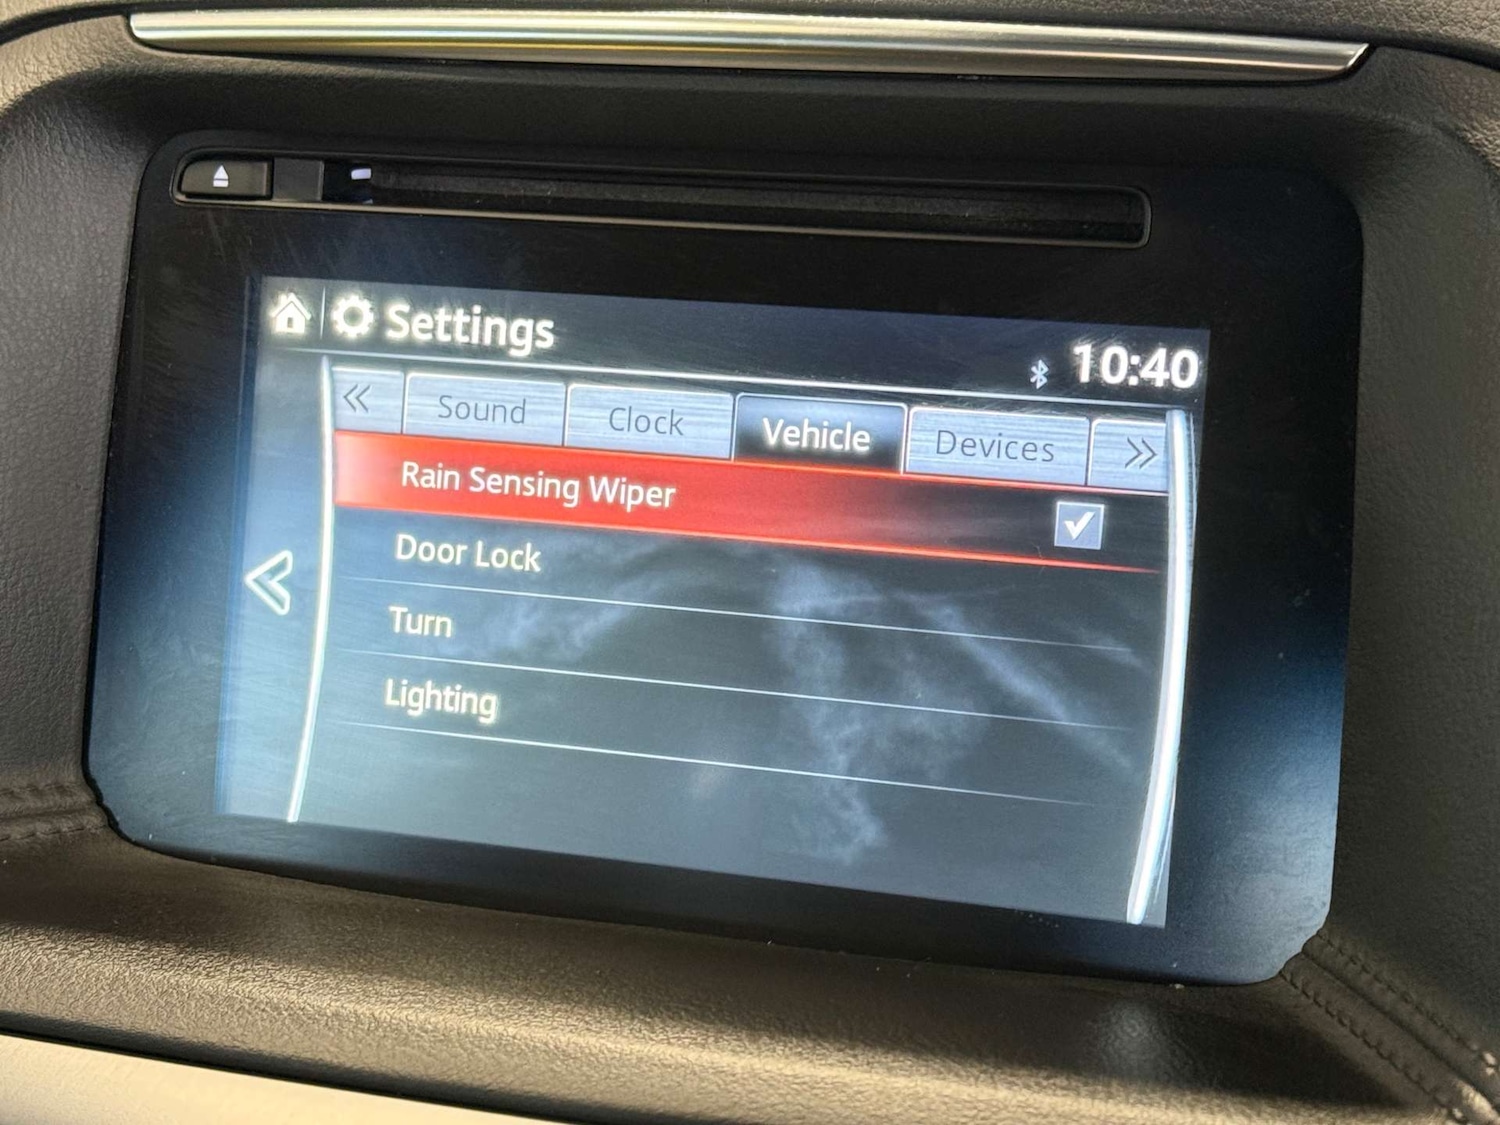 Settings
10:40
Sound Clock Vehicle Devices
Rain Sensing Wiper
Door Lock
Turn
Lighting